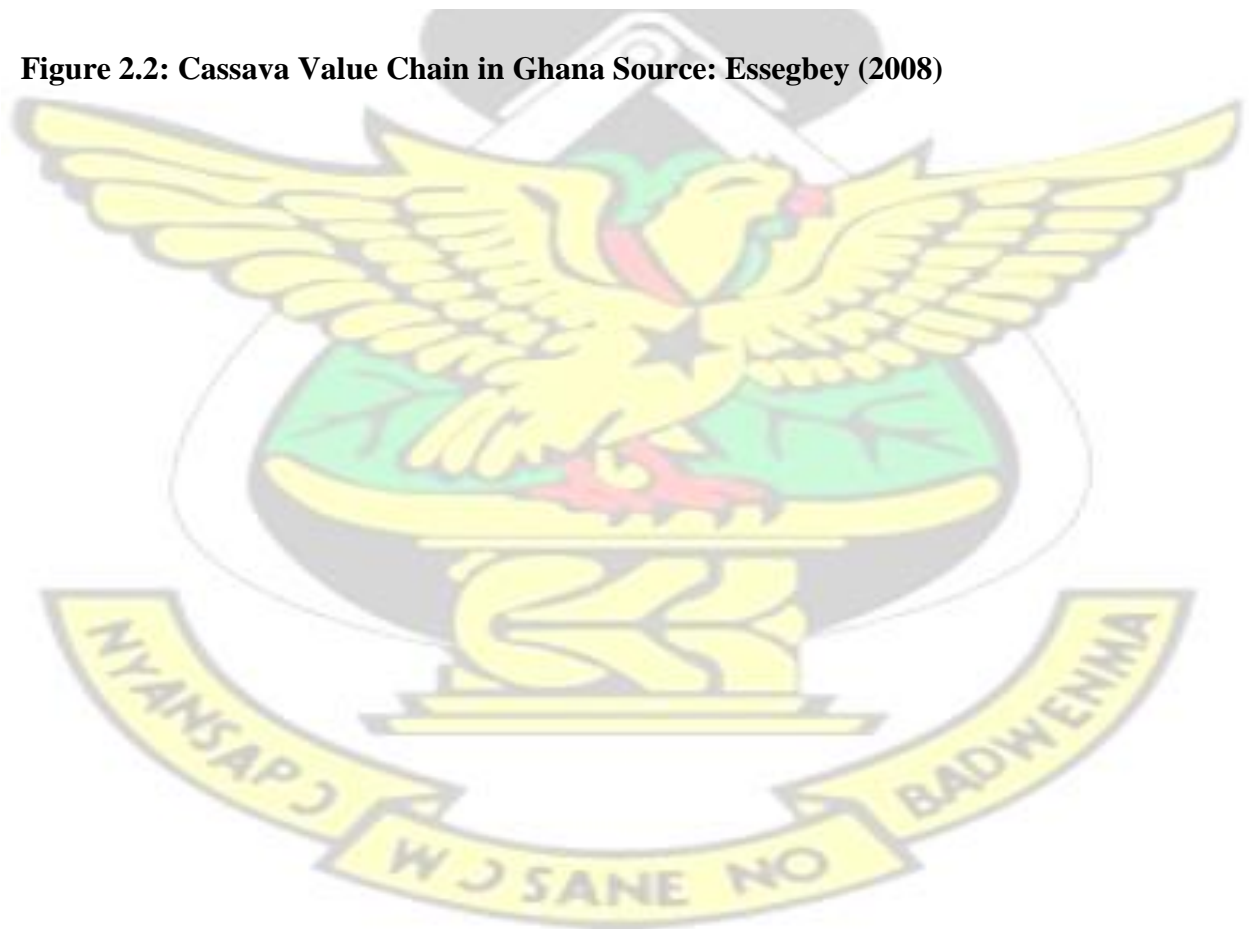 Figure 2.2: Cassava Value Chain in Ghana Source: Essegbey (2008)
NYANSAPƆ
WƆSANE NO
BADWENMA